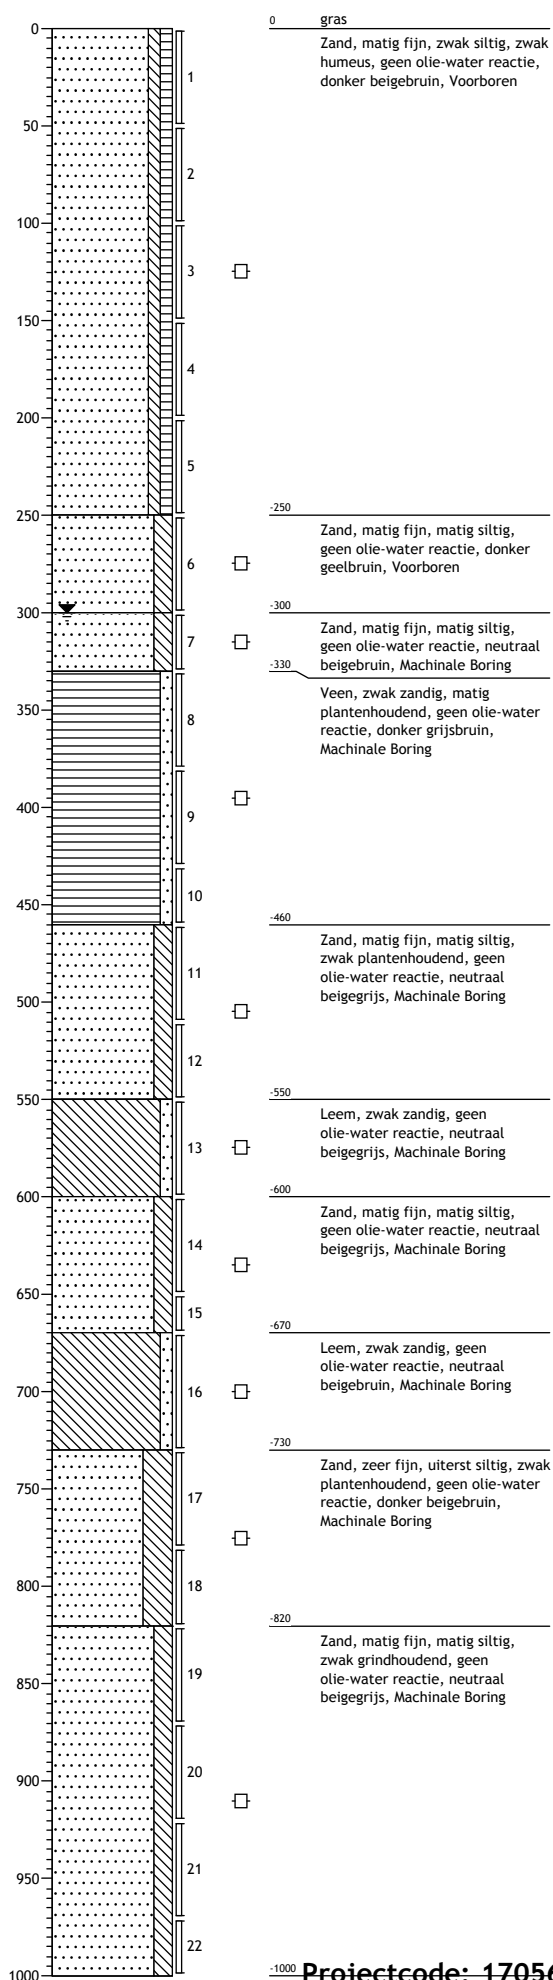 0
gras
0
Zand, matig fijn, zwak siltig, zwak
humeus, geen olie-water reactie,
donker beigebruin, Voorboren
1
50
2
100
3
150
4
200
5
250
-250
Zand, matig fijn, matig siltig,
geen olie-water reactie, donker
geelbruin, Voorboren
6
300
-300
Zand, matig fijn, matig siltig,
geen olie-water reactie, neutraal
beigebruin, Machinale Boring
7
-330
Veen, zwak zandig, matig
plantenhoudend, geen olie-water
reactie, donker grijsbruin,
Machinale Boring
8
350
400
9
10
450
-460
Zand, matig fijn, matig siltig,
zwak plantenhoudend, geen
olie-water reactie, neutraal
beigegrijs, Machinale Boring
11
500
12
550
-550
Leem, zwak zandig, geen
olie-water reactie, neutraal
beigegrijs, Machinale Boring
13
600
-600
Zand, matig fijn, matig siltig,
geen olie-water reactie, neutraal
beigegrijs, Machinale Boring
14
650
15
-670
Leem, zwak zandig, geen
olie-water reactie, neutraal
beigebruin, Machinale Boring
16
700
-730
Zand, zeer fijn, uiterst siltig, zwak
plantenhoudend, geen olie-water
reactie, donker beigebruin,
Machinale Boring
17
750
18
800
-820
Zand, matig fijn, matig siltig,
zwak grindhoudend, geen
olie-water reactie, neutraal
beigegrijs, Machinale Boring
19
850
20
900
21
950
22
1000
-1000
Projectcode: 17056